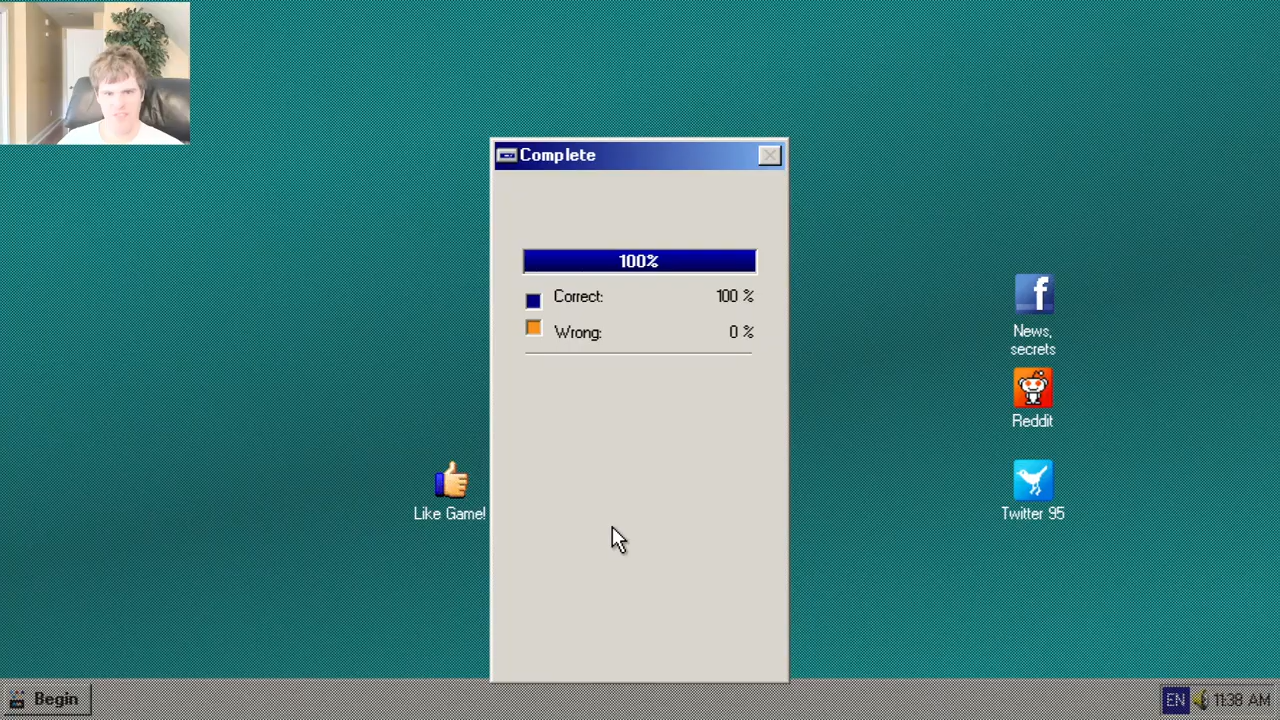 Complete
100%
Correct: 100 %
Wrong: 0 %
News,
secrets
Reddit
Like Game!
Twitter 95
Begin
EN 11:38 AM